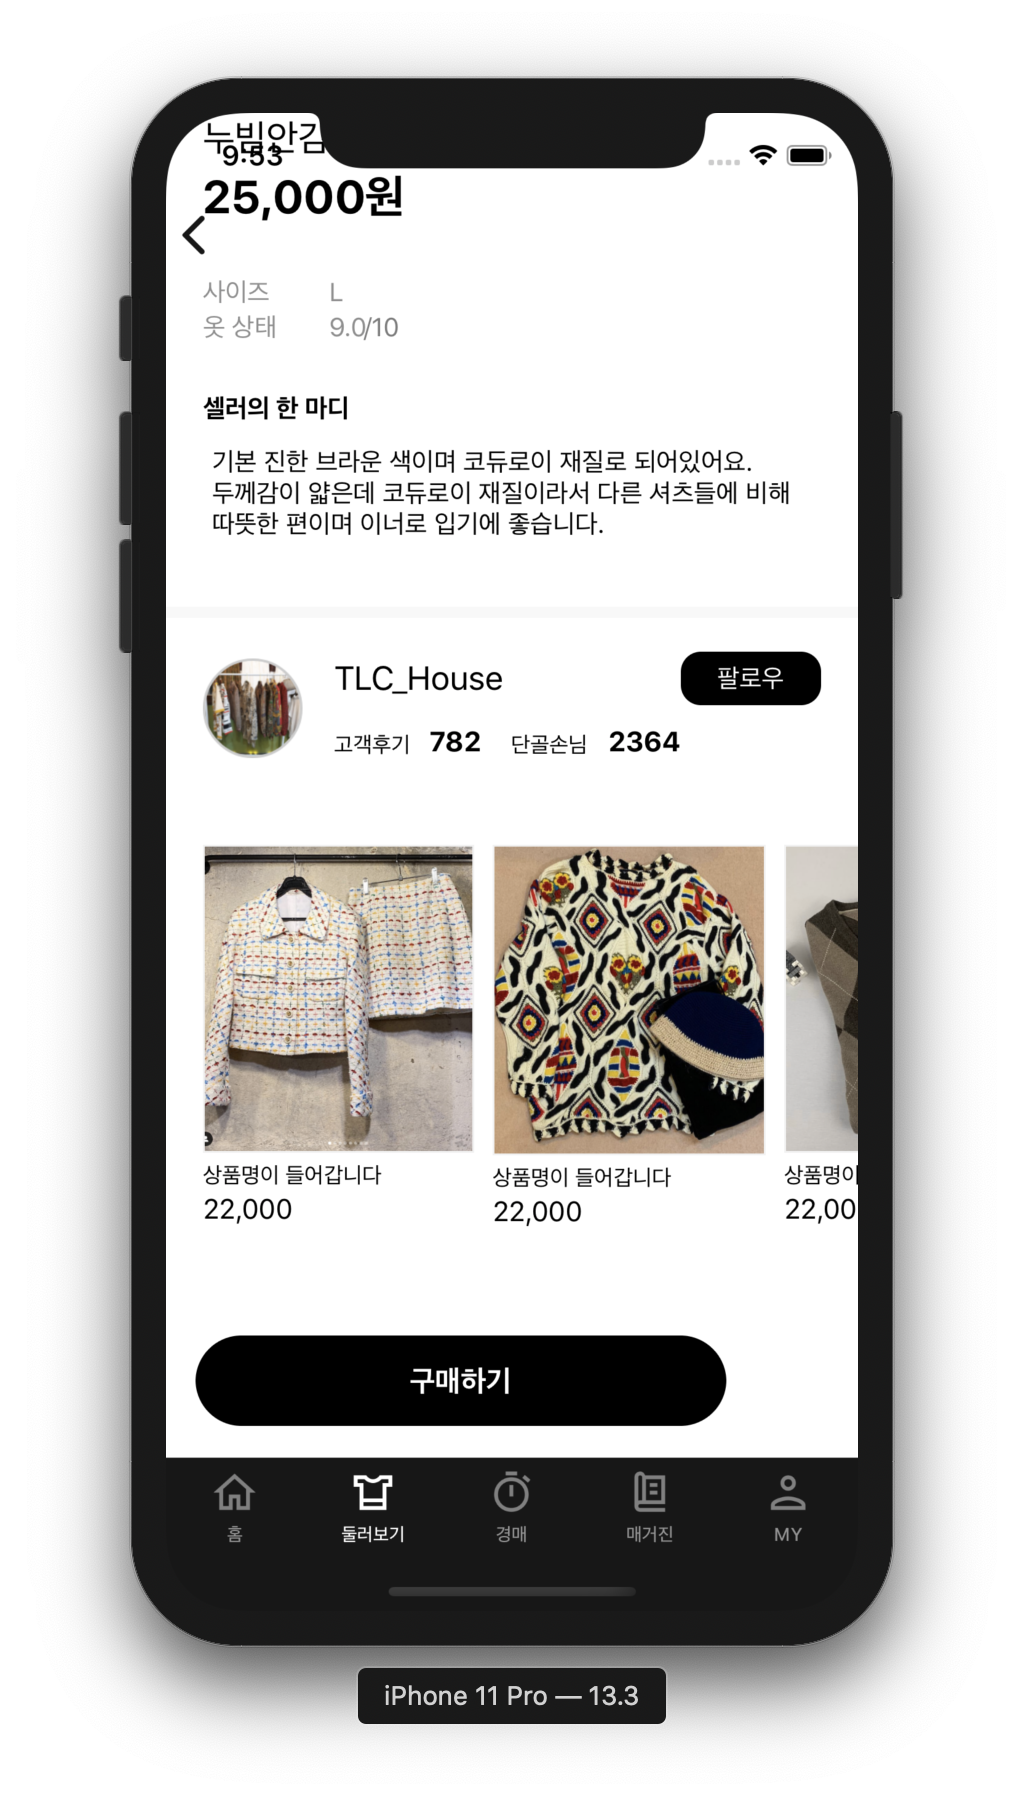 누빔안감
9:53
25,000원
사이즈 L
옷 상태 9.0/10
셀러의 한 마디
기본 진한 브라운 색이며 코듀로이 재질로 되어있어요.
두께감이 얇은데 코듀로이 재질이라서 다른 셔츠들에 비해
따뜻한 편이며 이너로 입기에 좋습니다.
TLC_House
팔로우
고객후기 782 단골손님 2364
상품명이 들어갑니다
22,000
상품명이 들어갑니다
22,000
상품명이
22,00
구매하기
홈
둘러보기
경매
매거진
MY
iPhone 11 Pro — 13.3